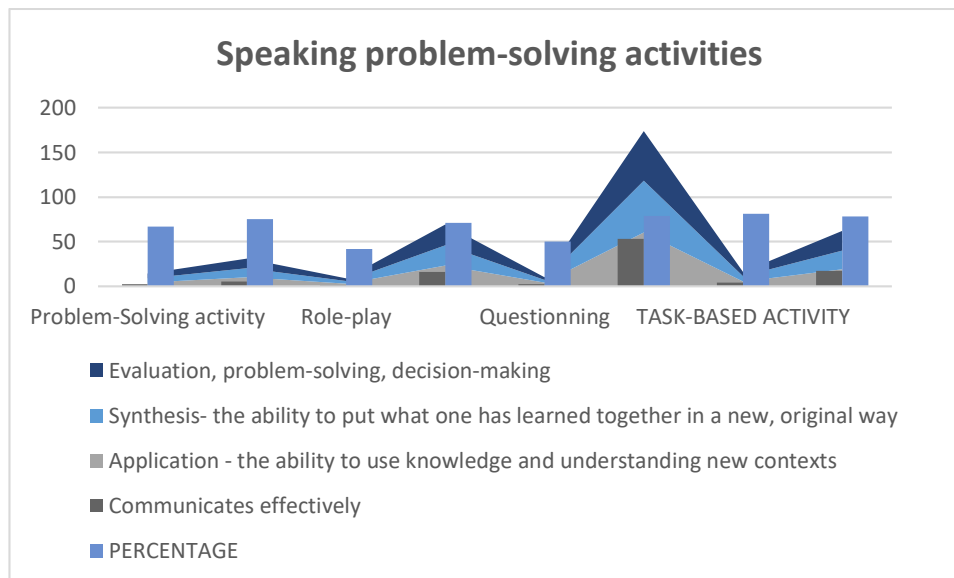 Speaking problem-solving activities
200
150
100
50
0
Problem-Solving activity Role-play Questionning TASK-BASED ACTIVITY
Evaluation, problem-solving, decision-making
Synthesis- the ability to put what one has learned together in a new, original way
Application - the ability to use knowledge and understanding new contexts
Communicates effectively
PERCENTAGE